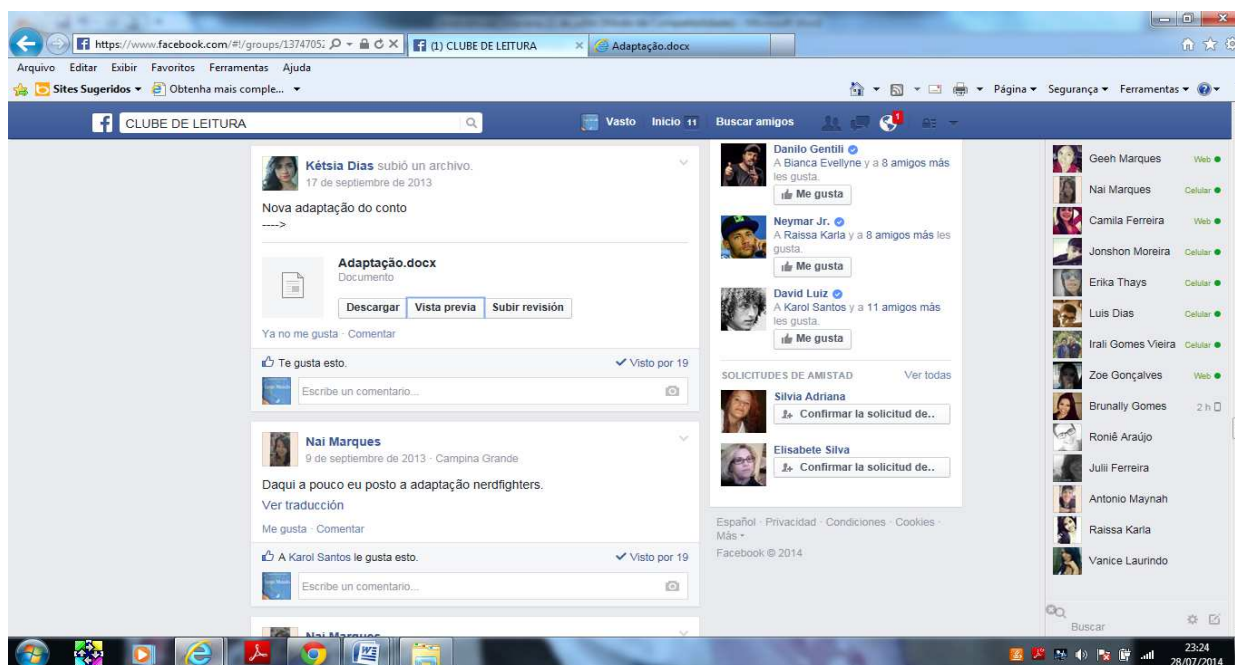 https://www.facebook.com/#!/groups/13747052
(1) CLUBE DE LEITURA
Adaptação.docx
Arquivo Editar Exibir Favoritos Ferramentas Ajuda
Sites Sugeridos Obtenha mais comple...
Página Segurança Ferramentas
CLUBE DE LEITURA
Vasto Inicio 11 Buscar amigos 1
Kétsia Dias subió un archivo.
17 de septiembre de 2013
Nova adaptação do conto
---->
Adaptação.docx
Documento
Descargar Vista previa Subir revisión
Ya no me gusta · Comentar
Te gusta esto. Visto por 19
Escribe un comentario...
Nai Marques
9 de septiembre de 2013 · Campina Grande
Daqui a pouco eu posto a adaptação nerdfighters.
Ver traducción
Me gusta · Comentar
A Karol Santos le gusta esto. Visto por 19
Escribe un comentario...
Nai Marques
Danilo Gentili
A Bianca Evellyne y a 8 amigos más
les gusta.
Me gusta
Neymar Jr.
A Raissa Karla y a 8 amigos más les
gusta.
Me gusta
David Luiz
A Karol Santos y a 11 amigos más
les gusta.
Me gusta
SOLICITUDES DE AMISTAD Ver todas
Silvia Adriana
Confirmar la solicitud de..
Elisabete Silva
Confirmar la solicitud de..
Español · Privacidad · Condiciones · Cookies ·
Más
Facebook © 2014
Geeh Marques Web
Nai Marques Celular
Camila Ferreira Web
Jonshon Moreira Celular
Erika Thays Celular
Luis Dias Celular
Irali Gomes Vieira Celular
Zoe Gonçalves Web
Brunally Gomes 2 h
Roniê Araújo
Julii Ferreira
Antonio Maynah
Raissa Karla
Vanice Laurindo
Buscar
23:24
28/07/2014